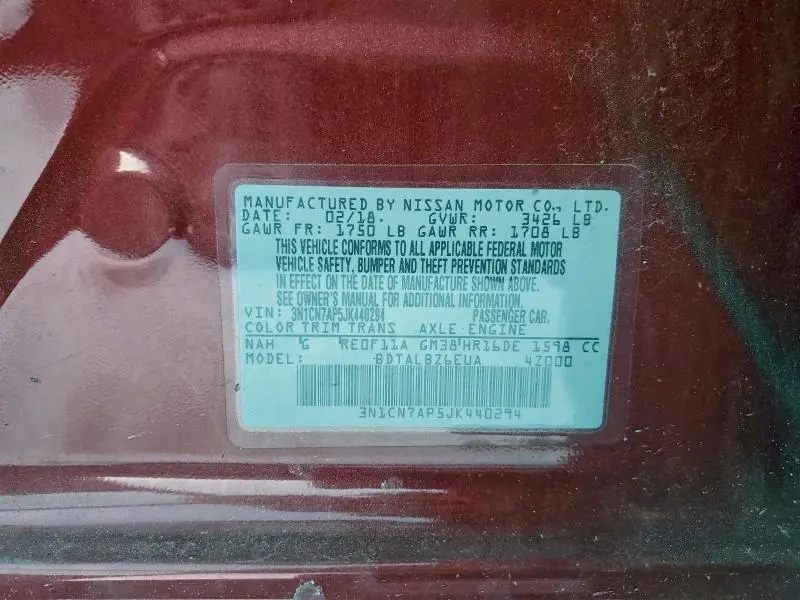 MANUFACTURED BY NISSAN MOTOR CO., LTD.
DATE: 02/18. GVWR: 3426 LB
GAWR FR: 1750 LB GAWR RR: 1708 LB
THIS VEHICLE CONFORMS TO ALL APPLICABLE FEDERAL MOTOR
VEHICLE SAFETY, BUMPER AND THEFT PREVENTION STANDARDS
IN EFFECT ON THE DATE OF MANUFACTURE SHOWN ABOVE.
SEE OWNER'S MANUAL FOR ADDITIONAL INFORMATION.
VIN: 3N1CN7AP5JK440294 PASSENGER CAR.
COLOR TRIM TRANS AXLE ENGINE
NAH G RE0F11A GM38 HR16DE 1598 CC
MODEL: BDTALBZ6EUA 4Z000
3N1CN7AP5JK440294